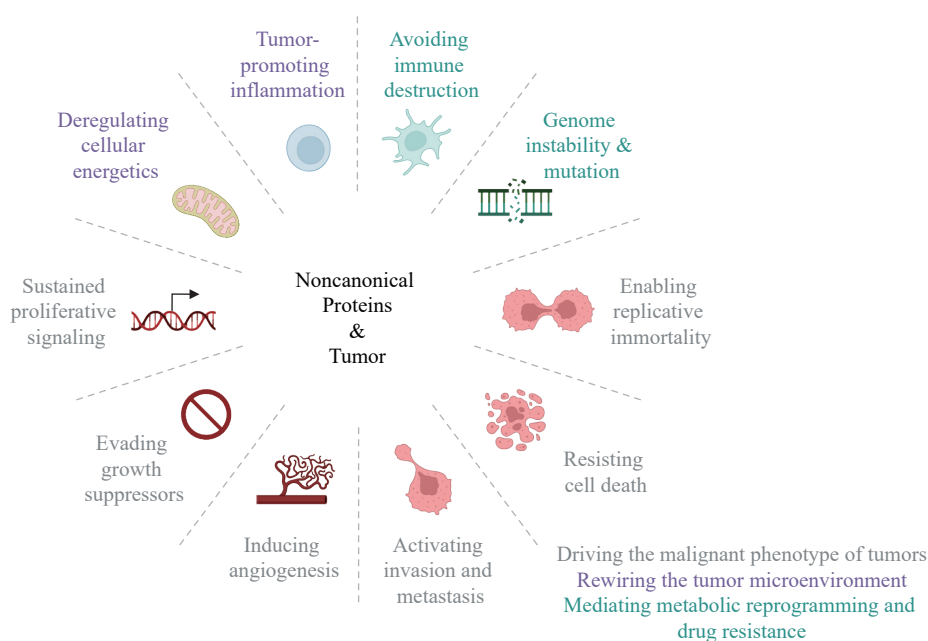 Tumor-
promoting
inflammation
Avoiding
immune
destruction
Deregulating
cellular
energetics
Genome
instability &
mutation
Sustained
proliferative
signaling
Noncanonical
Proteins
&
Tumor
Enabling
replicative
immortality
Evading
growth
suppressors
Resisting
cell death
Inducing
angiogenesis
Activating
invasion and
metastasis
Driving the malignant phenotype of tumors
Rewiring the tumor microenvironment
Mediating metabolic reprogramming and
drug resistance